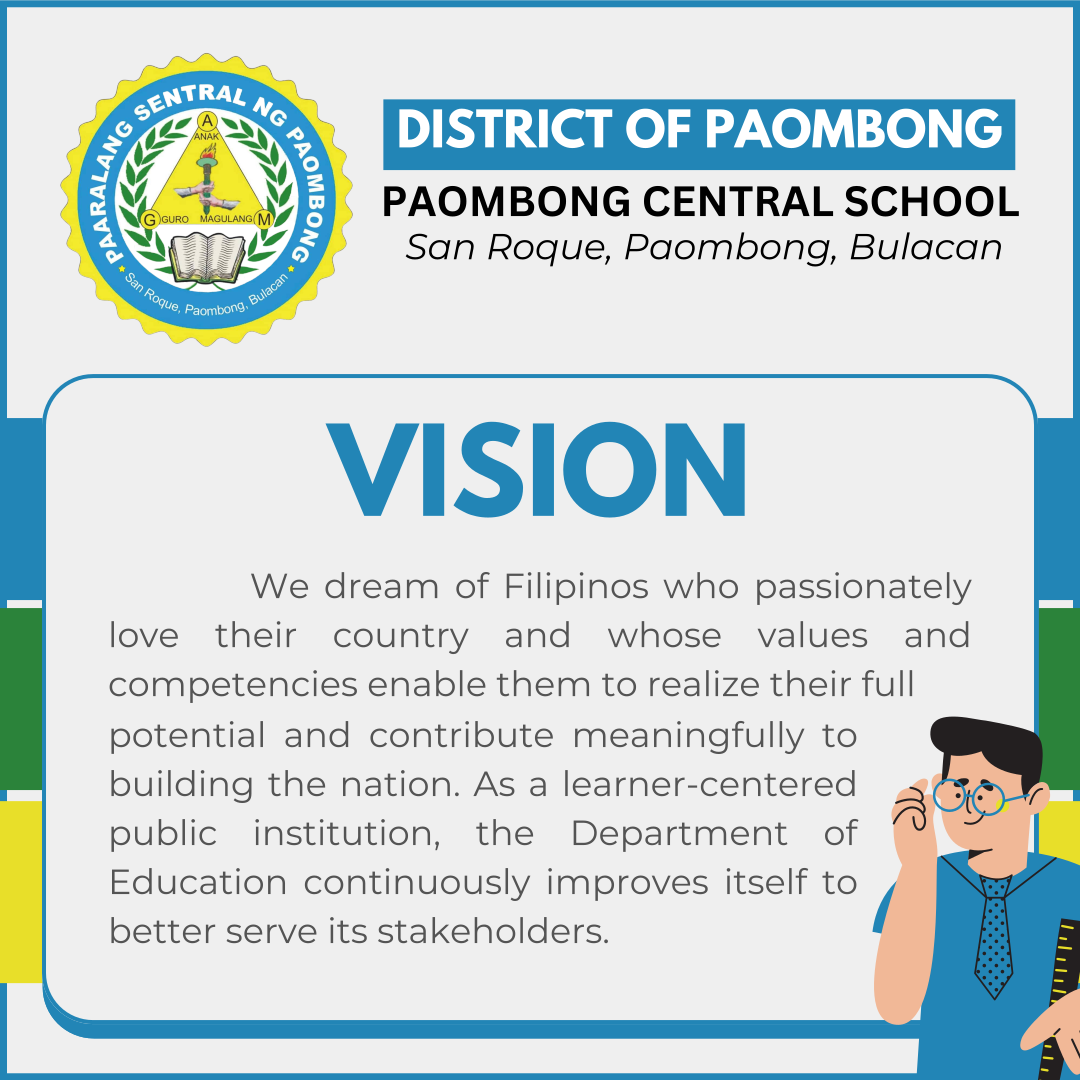 PAARALANG SENTRAL NG PAOMBONG
A
ANAK
G GURO MAGULANG M
San Roque, Paombong, Bulacan
DISTRICT OF PAOMBONG
PAOMBONG CENTRAL SCHOOL
San Roque, Paombong, Bulacan
VISION
We dream of Filipinos who passionately
love their country and whose values and
competencies enable them to realize their full
potential and contribute meaningfully to
building the nation. As a learner-centered
public institution, the Department of
Education continuously improves itself to
better serve its stakeholders.